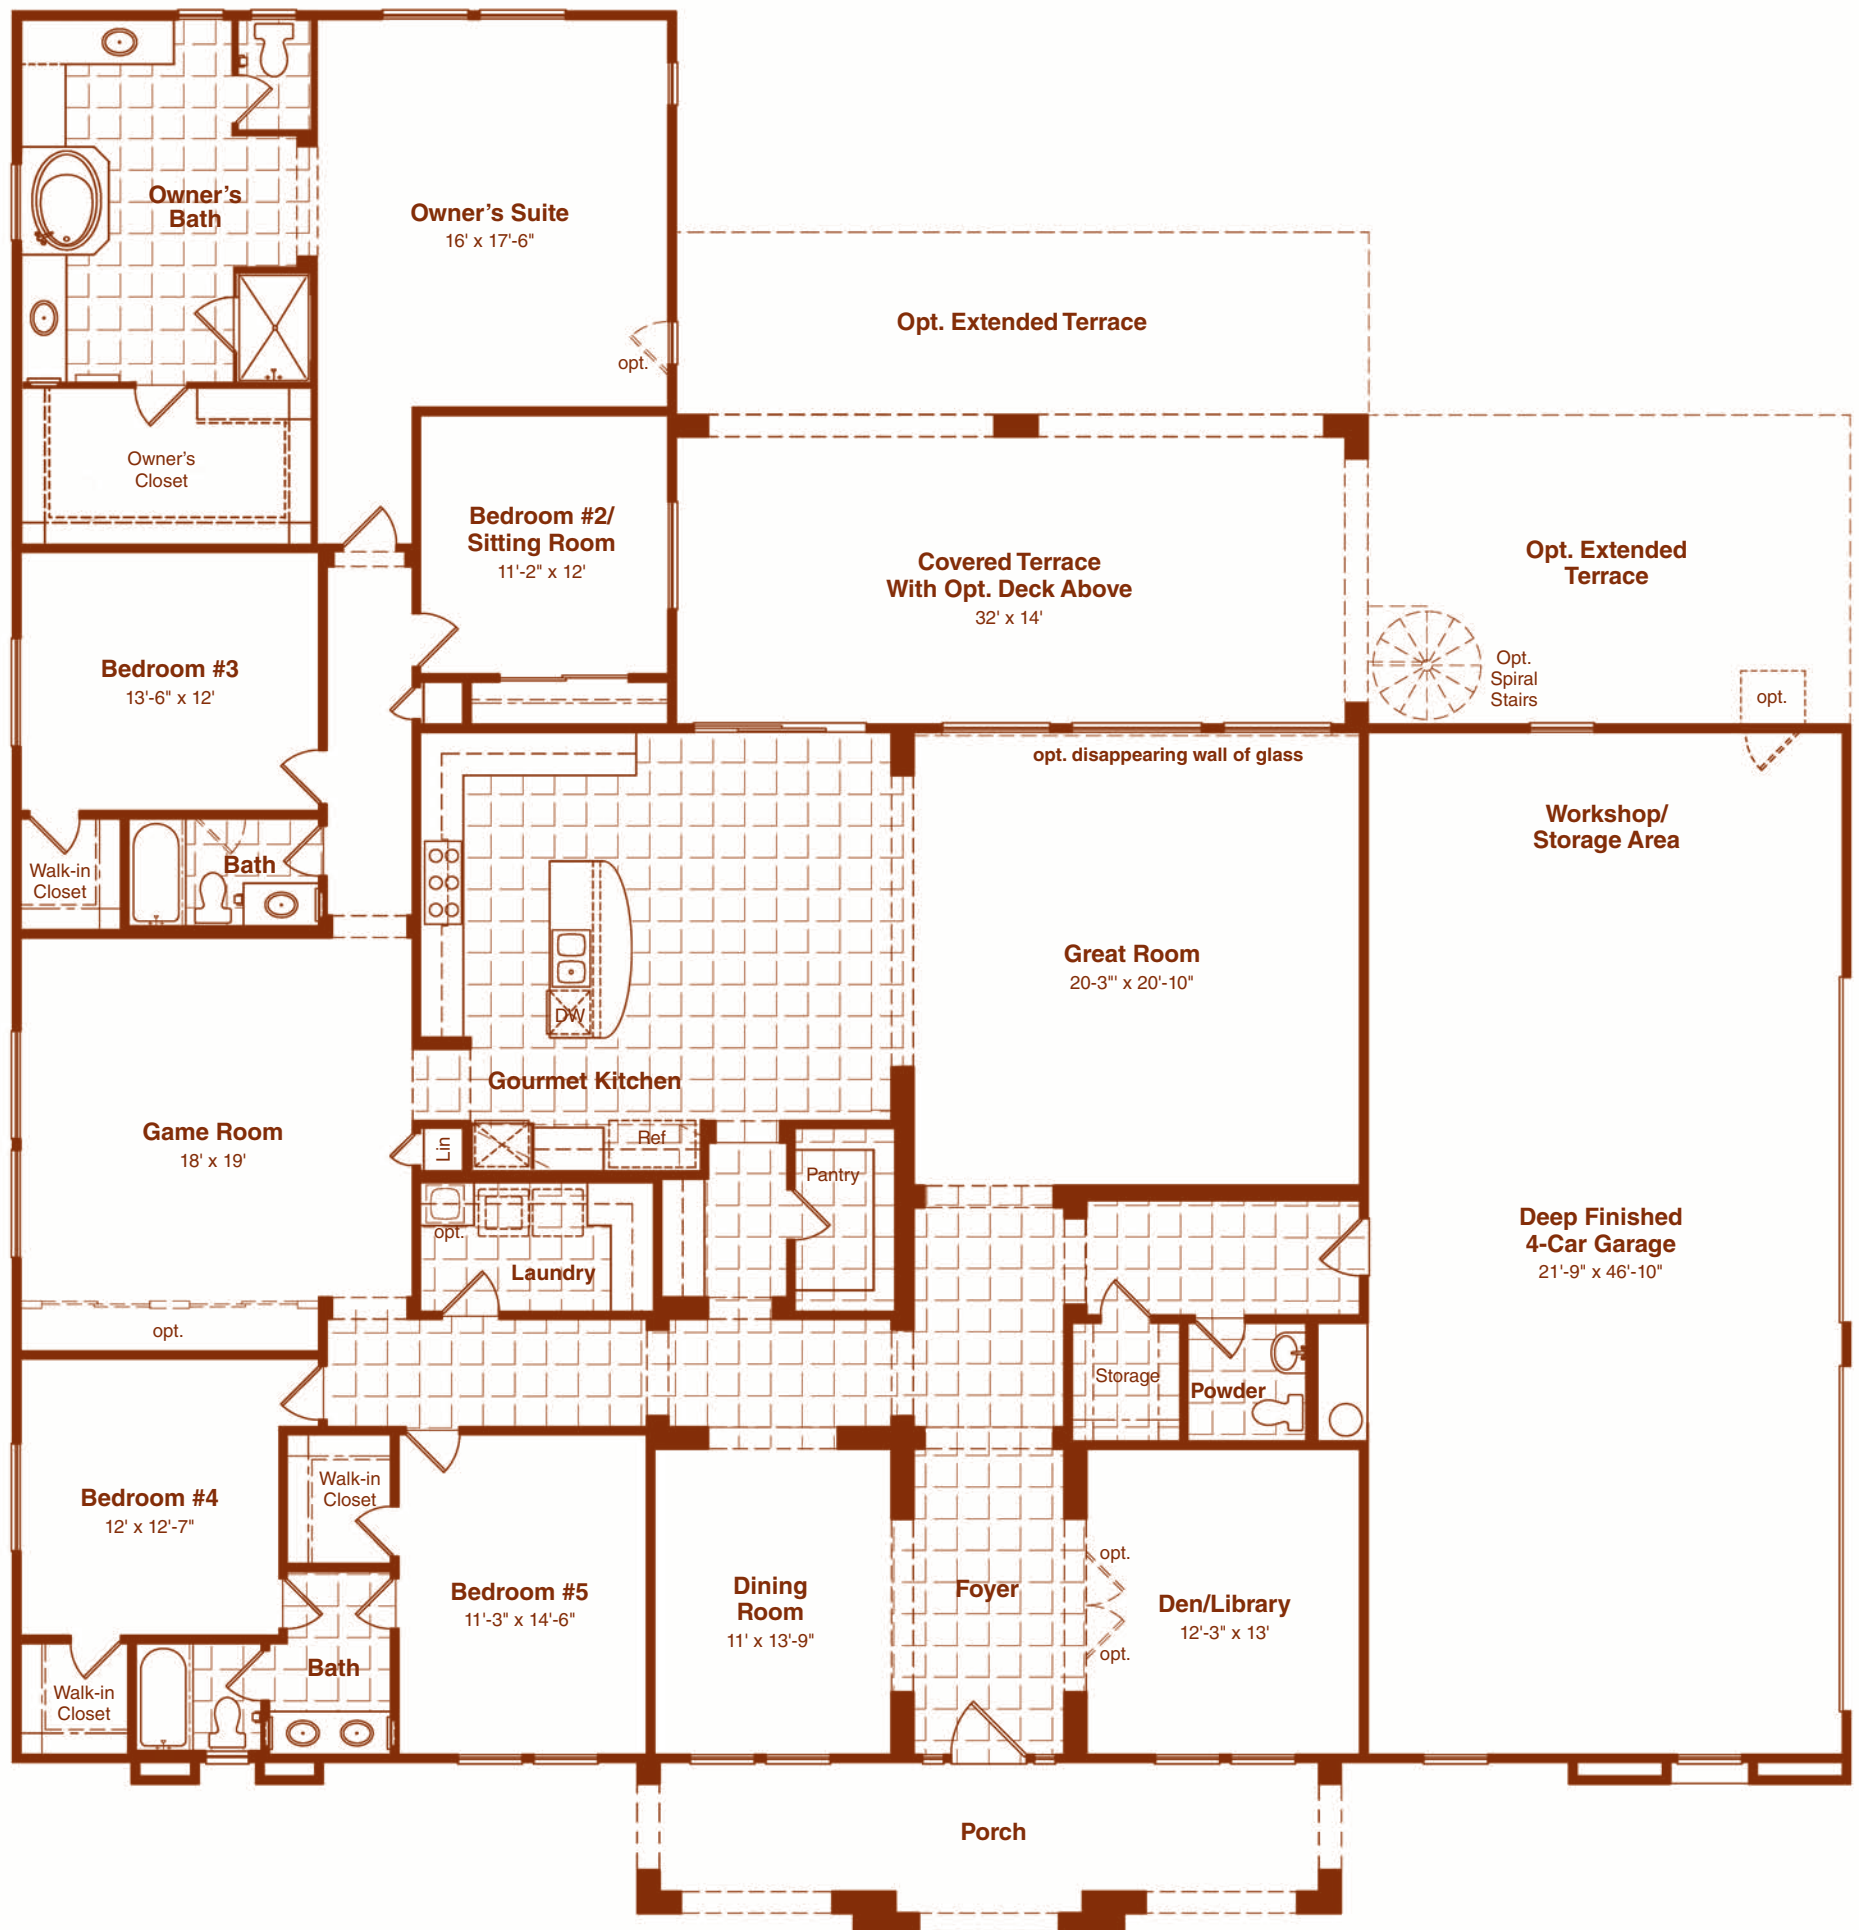 Owner’s
Bath
Owner’s Suite
16' x 17'-6"
opt.
Opt. Extended Terrace
Owner’s
Closet
Bedroom #2/
Sitting Room
11'-2" x 12'
Covered Terrace
With Opt. Deck Above
32' x 14'
Opt. Extended
Terrace
Opt.
Spiral
Stairs
opt.
Bedroom #3
13'-6" x 12'
opt. disappearing wall of glass
Workshop/
Storage Area
Walk-in
Closet
Bath
Great Room
20-3"' x 20'-10"
DW
Gourmet Kitchen
Game Room
18' x 19'
Lin
Ref
Pantry
opt.
Laundry
Deep Finished
4-Car Garage
21'-9" x 46'-10"
opt.
Storage
Powder
Bedroom #4
12' x 12'-7"
Walk-in
Closet
Bedroom #5
11'-3" x 14'-6"
Dining
Room
11' x 13'-9"
Foyer
opt.
opt.
Den/Library
12'-3" x 13'
Bath
Walk-in
Closet
Porch